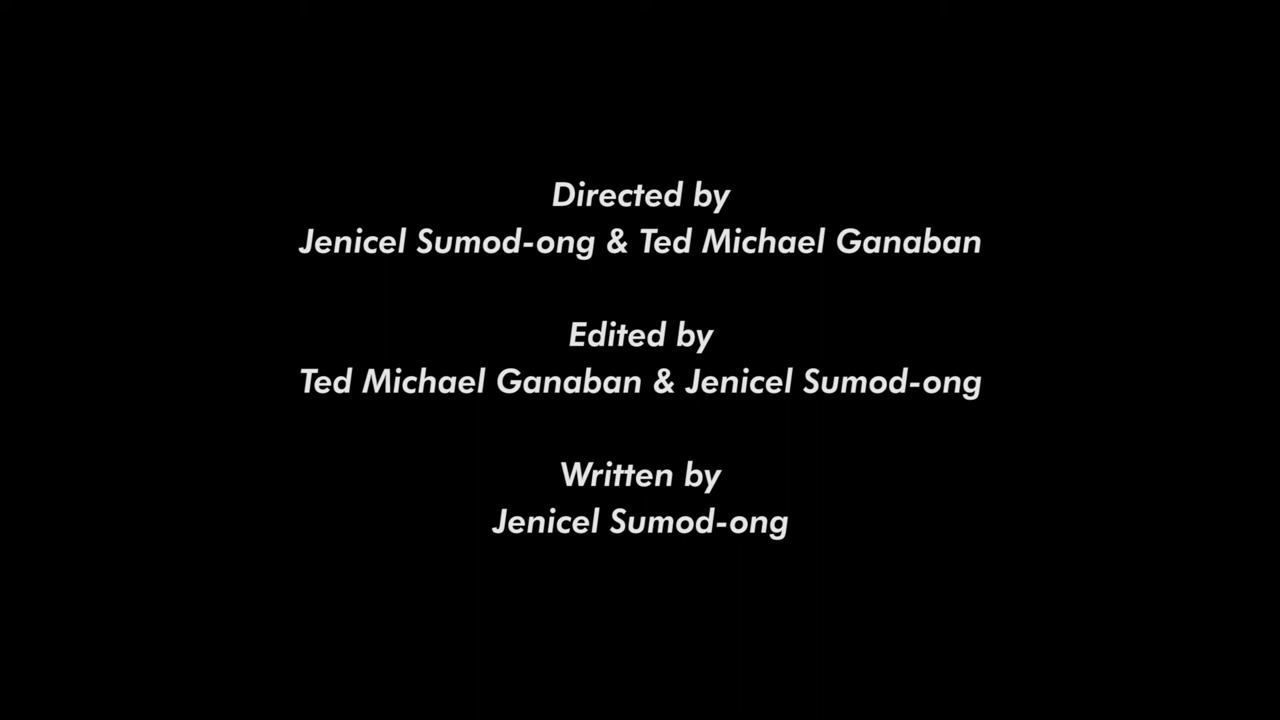 Directed by
Jenicel Sumod-ong & Ted Michael Ganaban
Edited by
Ted Michael Ganaban & Jenicel Sumod-ong
Written by
Jenicel Sumod-ong